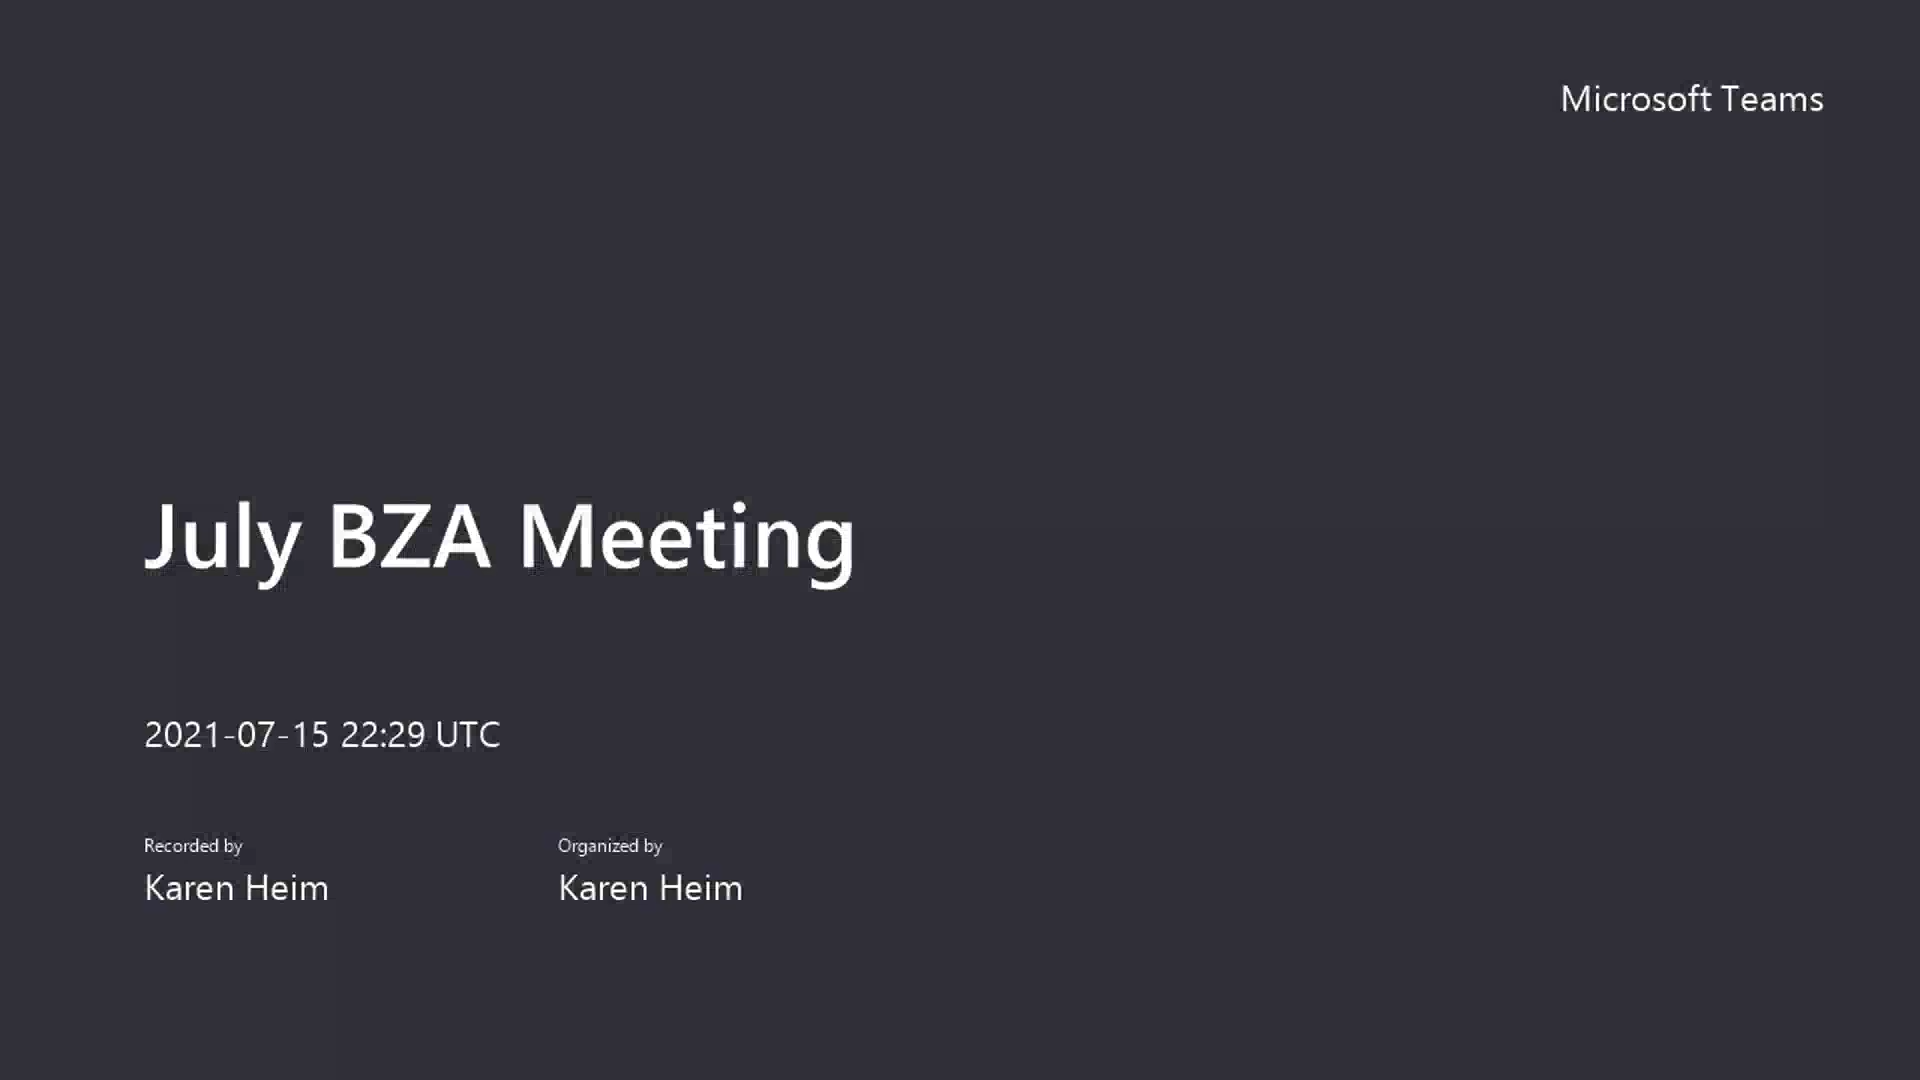 Microsoft Teams
July BZA Meeting
2021-07-15 22:29 UTC
Recorded by
Karen Heim
Organized by
Karen Heim